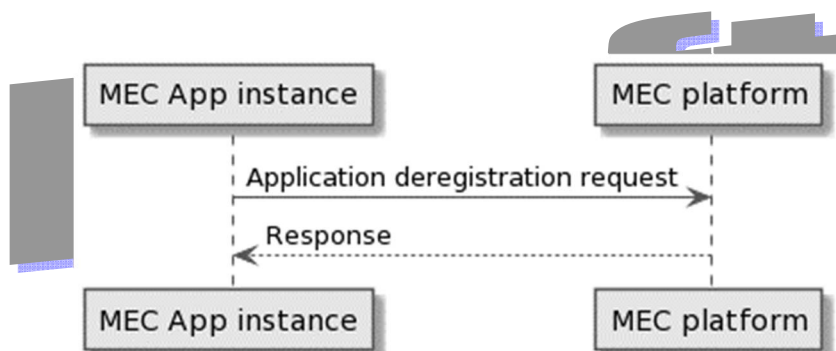 MEC App instance
MEC platform
Application deregistration request
Response
MEC App instance
MEC platform